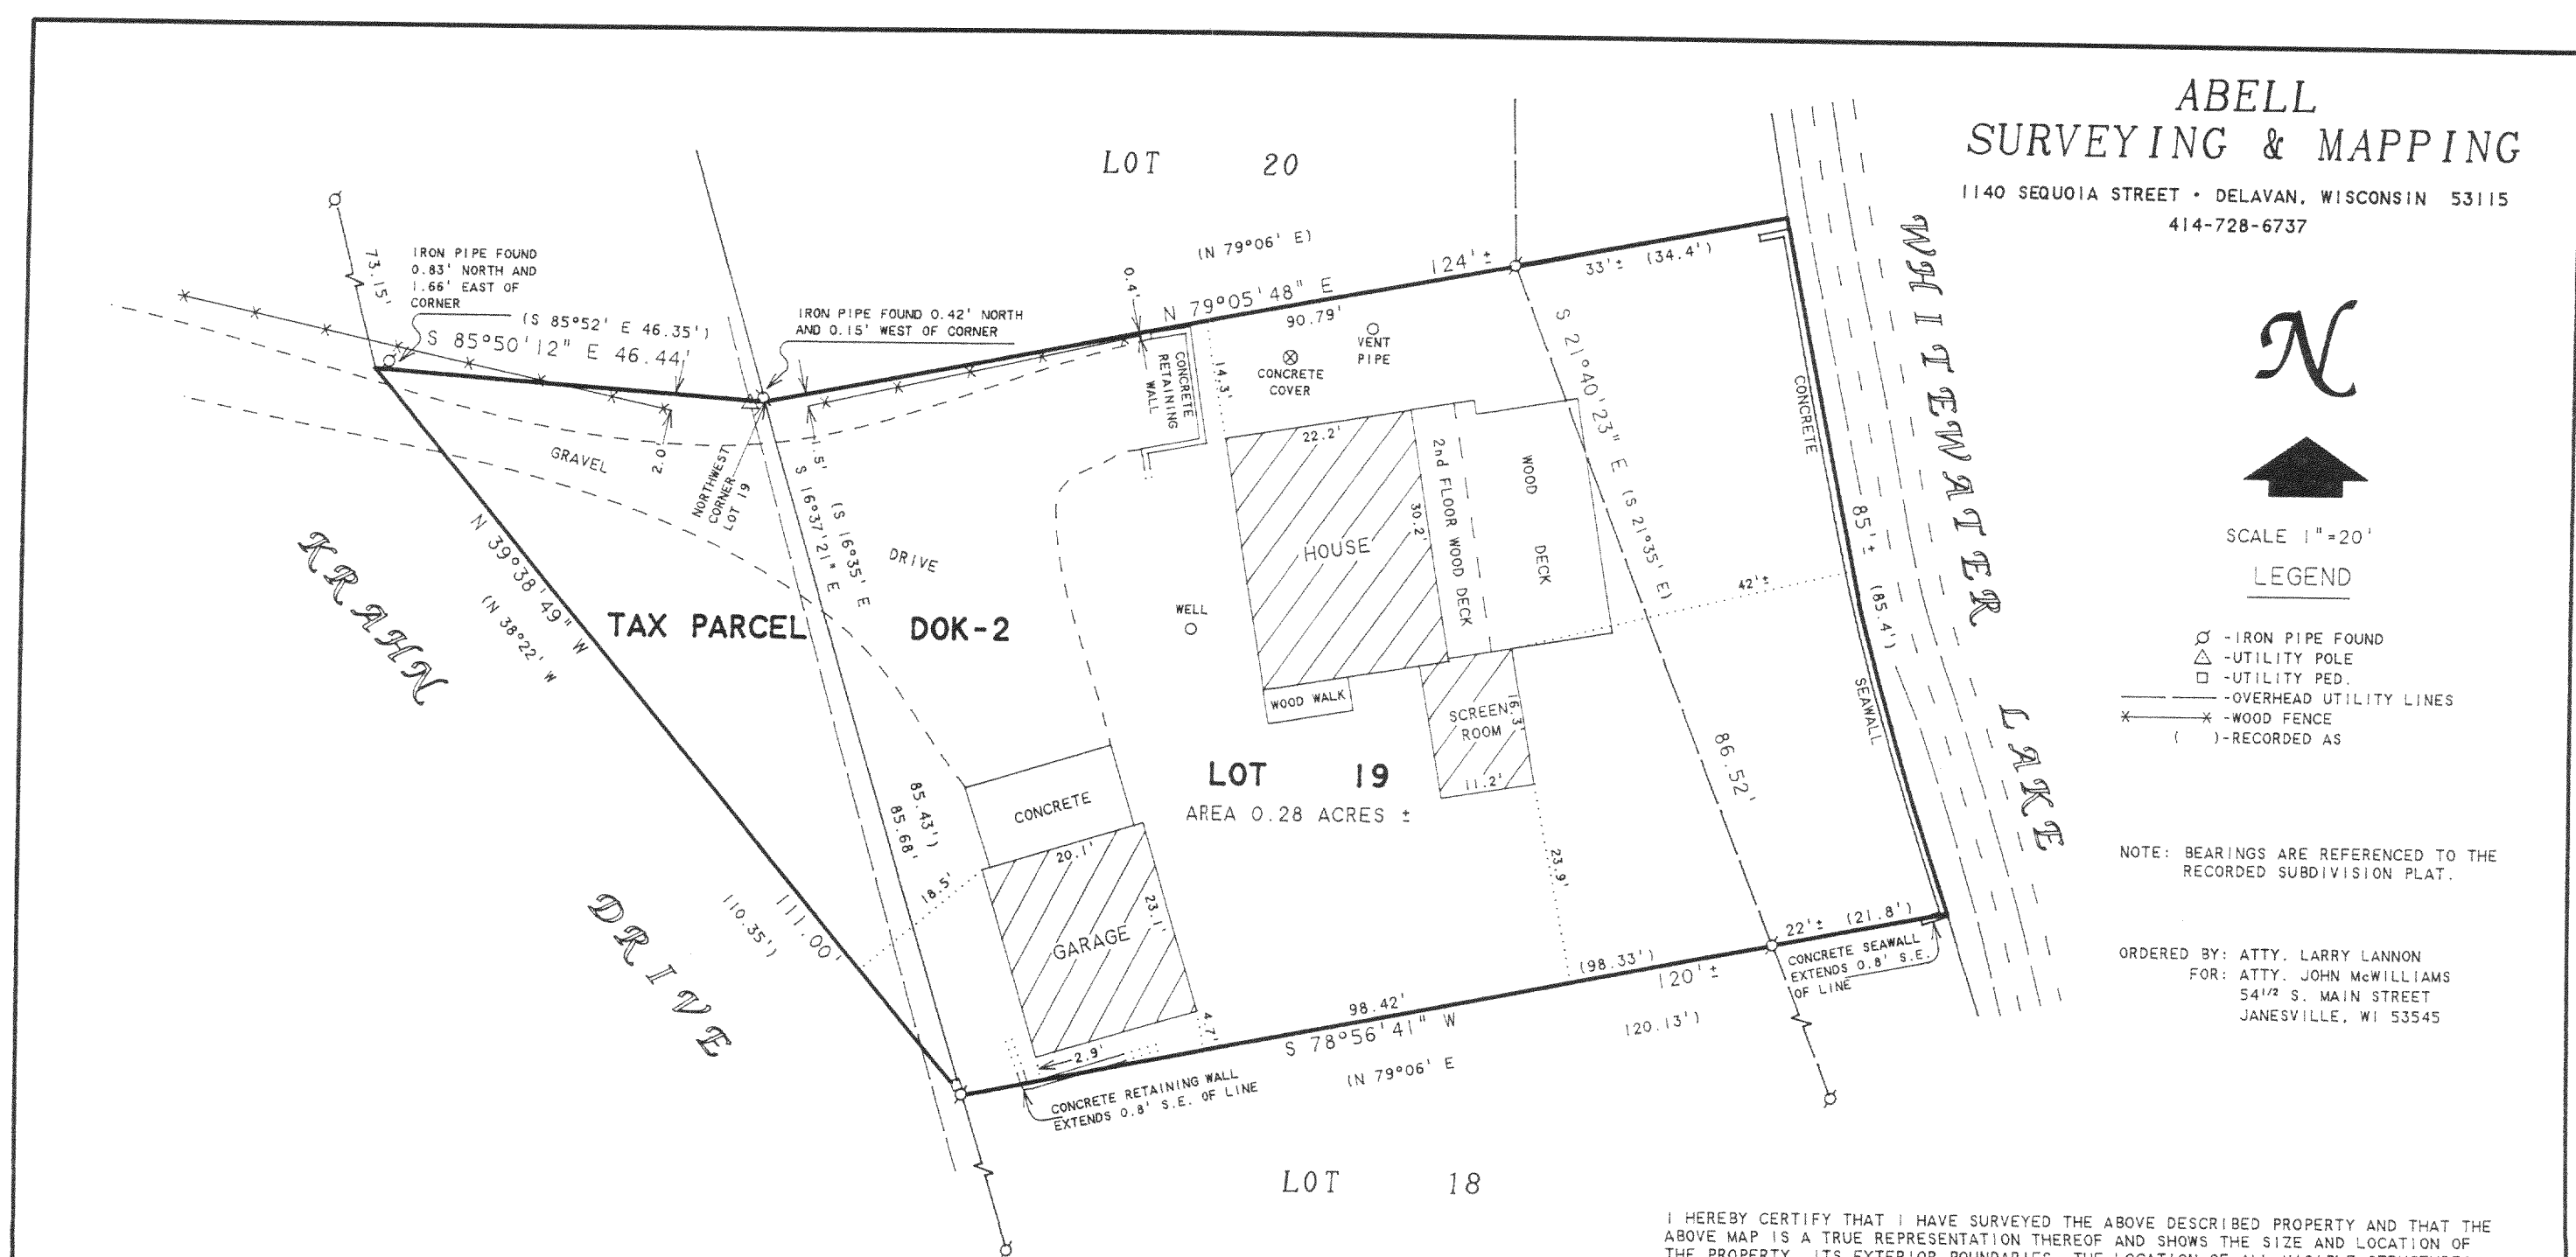 ABELL
SURVEYING & MAPPING
1140 SEQUOIA STREET • DELAVAN, WISCONSIN 53115
414-728-6737
N
SCALE 1"=20'
LEGEND
-IRON PIPE FOUND
-UTILITY POLE
-UTILITY PED.
-OVERHEAD UTILITY LINES
-WOOD FENCE
( )-RECORDED AS
NOTE: BEARINGS ARE REFERENCED TO THE
RECORDED SUBDIVISION PLAT.
ORDERED BY: ATTY. LARRY LANNON
FOR: ATTY. JOHN McWILLIAMS
54 1/2 S. MAIN STREET
JANESVILLE, WI 53545
LOT 20
(N 79°06' E)
124'±
33'± (34.4')
N 79°05'48" E
90.79'
0.4'
73.15'
IRON PIPE FOUND
0.83' NORTH AND
1.66' EAST OF
CORNER
(S 85°52' E 46.35')
S 85°50'12" E 46.44'
IRON PIPE FOUND 0.42' NORTH
AND 0.15' WEST OF CORNER
VENT
PIPE
CONCRETE
COVER
CONCRETE
RETAINING
WALL
14.3'
GRAVEL
2.0'
NORTHWEST
CORNER
LOT 19
1.5'
(S 16°35' E
S 16°37'21" E
85.43')
85.68'
DRIVE
22.2'
HOUSE
30.2'
2nd FLOOR WOOD DECK
WOOD
DECK
S 21°40'23" E (S 21°35' E)
86.52'
CONCRETE
SEAWALL
85'± (85.4')
42'±
WHITEWATER
LAKE
KRAHN
DRIVE
N 39°38'49" W
(N 38°22' W
111.00'
110.35')
TAX PARCEL DOK-2
WELL
WOOD WALK
SCREEN
ROOM
16.3'
11.2'
LOT 19
AREA 0.28 ACRES ±
CONCRETE
20.1'
23.1'
GARAGE
18.5'
23.9'
4.7'
2.9'
22'± (21.8')
CONCRETE SEAWALL
EXTENDS 0.8' S.E.
OF LINE
(98.33')
120'±
98.42'
S 78°56'41" W
120.13')
(N 79°06' E
CONCRETE RETAINING WALL
EXTENDS 0.8' S.E. OF LINE
LOT 18
I HEREBY CERTIFY THAT I HAVE SURVEYED THE ABOVE DESCRIBED PROPERTY AND THAT THE
ABOVE MAP IS A TRUE REPRESENTATION THEREOF AND SHOWS THE SIZE AND LOCATION OF
THE PROPERTY, ITS EXTERIOR BOUNDARIES, THE LOCATION OF ALL VISIBLE STRUCTURES